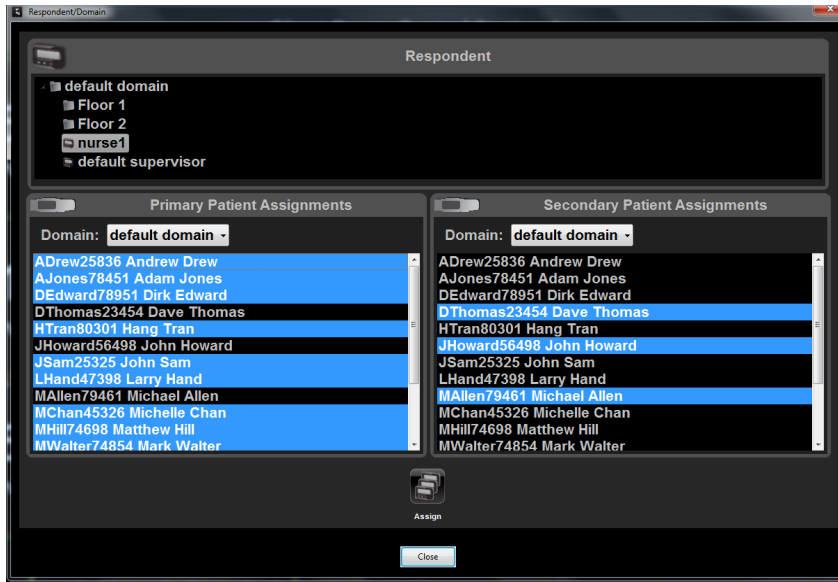 Respondent/Domain
Respondent
default domain
Floor 1
Floor 2
nurse1
default supervisor
Primary Patient Assignments
Domain: default domain
ADrew25836 Andrew Drew
AJones78451 Adam Jones
DEdward78951 Dirk Edward
DThomas23454 Dave Thomas
HTran80301 Hang Tran
JHoward56498 John Howard
JSam25325 John Sam
LHand47398 Larry Hand
MAllen79461 Michael Allen
MChan45326 Michelle Chan
MHill74698 Matthew Hill
MWalter74854 Mark Walter
Secondary Patient Assignments
Domain: default domain
ADrew25836 Andrew Drew
AJones78451 Adam Jones
DEdward78951 Dirk Edward
DThomas23454 Dave Thomas
HTran80301 Hang Tran
JHoward56498 John Howard
JSam25325 John Sam
LHand47398 Larry Hand
MAllen79461 Michael Allen
MChan45326 Michelle Chan
MHill74698 Matthew Hill
MWalter74854 Mark Walter
Assign
Close